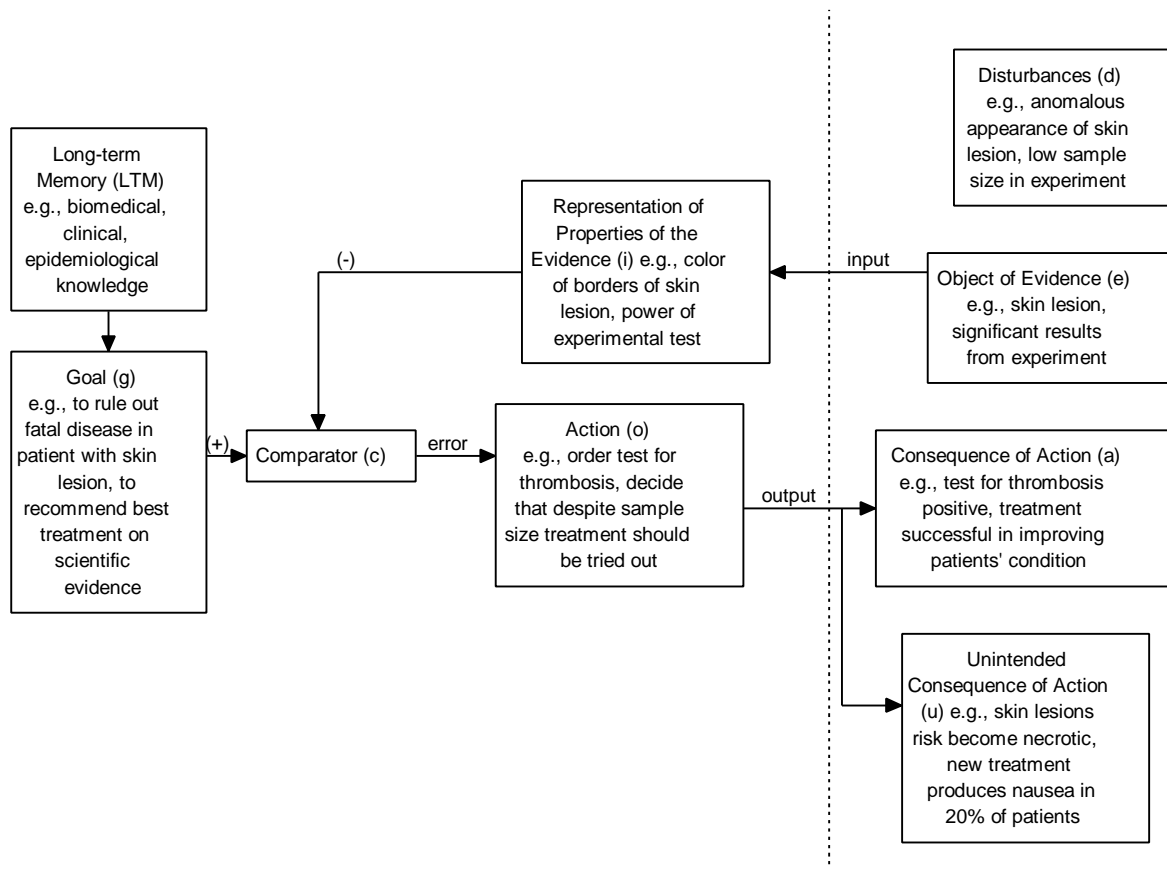 Disturbances (d)
e.g., anomalous
appearance of skin
lesion, low sample
size in experiment
Long-term
Memory (LTM)
e.g., biomedical,
clinical,
epidemiological
knowledge
Representation of
Properties of the
Evidence (i) e.g., color
of borders of skin
lesion, power of
experimental test
(-)
input
Object of Evidence (e)
e.g., skin lesion,
significant results
from experiment
Goal (g)
e.g., to rule out
fatal disease in
patient with skin
lesion, to
recommend best
treatment on
scientific
evidence
(+)
Comparator (c)
error
Action (o)
e.g., order test for
thrombosis, decide
that despite sample
size treatment should
be tried out
output
Consequence of Action (a)
e.g., test for thrombosis
positive, treatment
successful in improving
patients' condition
Unintended
Consequence of Action
(u) e.g., skin lesions
risk become necrotic,
new treatment
produces nausea in
20% of patients